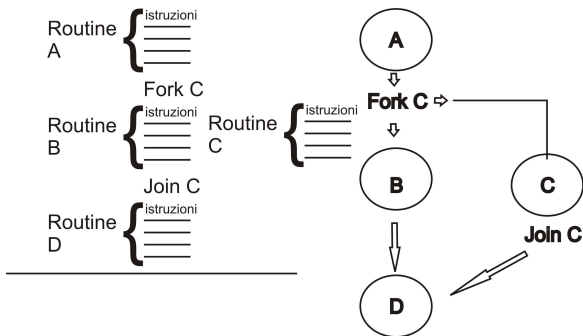 istruzioni
Routine
A
Fork C
istruzioni
Routine
B
istruzioni
Routine
C
Join C
istruzioni
Routine
D
A
Fork C
B
C
Join C
D